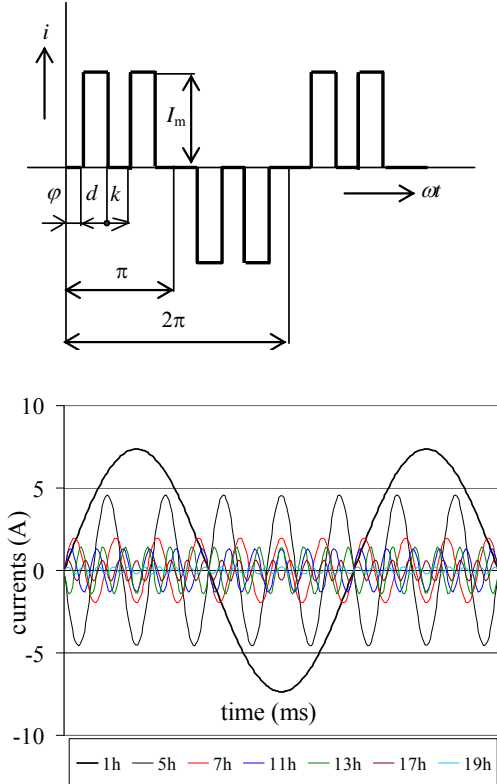 i
I_m
φ d k
ωt
π
2π
10
5
0
-5
-10
currents (A)
time (ms)
1h 5h 7h 11h 13h 17h 19h